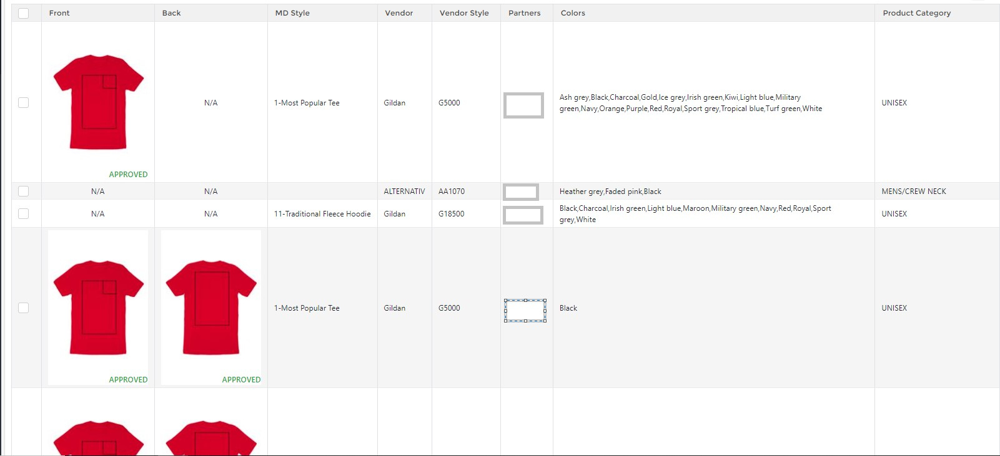 Front Back MD Style Vendor Vendor Style Partners Colors Product Category
Ash grey,Black,Charcoal,Gold,Ice grey,Irish green,Kiwi,Light blue,Military
N/A 1-Most Popular Tee Gildan G5000 UNISEX
green,Navy,Orange,Purple,Red,Royal,Sport grey,Tropical blue,Turf green,White
APPROVED
N/A N/A ALTERNATIV AA1070 Heather grey,Faded pink,Black MENS/CREW NECK
Black,Charcoal,Irish green,Light blue,Maroon,Military green,Navy,Red,Royal,Sport
N/A N/A 11-Traditional Fleece Hoodie Gildan G18500 UNISEX
grey,White
1-Most Popular Tee Gildan G5000 Black UNISEX
APPROVED APPROVED